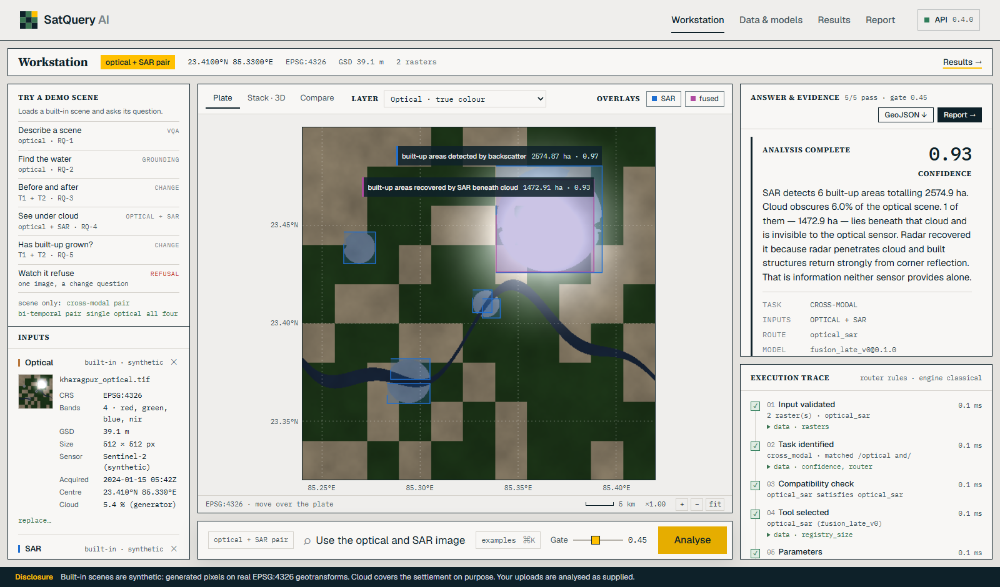 SatQuery AI
Workstation
Data & models
Results
Report
API 0.4.0
Workstation
optical + SAR pair
23.4100°N 85.3300°E
EPSG:4326
GSD 39.1 m
2 rasters
Results →
TRY A DEMO SCENE
Loads a built-in scene and asks its question.
Describe a scene
VQA
optical · RQ-1
Find the water
GROUNDING
optical · RQ-2
Before and after
CHANGE
T1 + T2 · RQ-3
See under cloud
OPTICAL + SAR
optical + SAR · RQ-4
Has built-up grown?
CHANGE
T1 + T2 · RQ-5
Watch it refuse
REFUSAL
one image, a change question
scene only: cross-modal pair
bi-temporal pair single optical all four
INPUTS
Optical
built-in · synthetic ×
kharagpur_optical.tif
CRS EPSG:4326
Bands 4 · red, green,
blue, nir
GSD 39.1 m
Size 512 × 512 px
Sensor Sentinel-2
(synthetic)
Acquired 2024-01-15 05:42Z
Centre 23.410°N 85.330°E
Cloud 5.4 % (generator)
replace…
SAR
built-in · synthetic ×
Plate
Stack · 3D
Compare
LAYER
Optical · true colour
OVERLAYS
SAR
fused
built-up areas detected by backscatter 2574.87 ha · 0.97
built-up areas recovered by SAR beneath cloud 1472.91 ha · 0.93
23.45°N
23.40°N
23.35°N
85.25°E
85.30°E
85.35°E
85.40°E
EPSG:4326 · move over the plate
5 km
×1.00
+
−
fit
optical + SAR pair
Use the optical and SAR image
examples ⌘K
Gate
0.45
Analyse
ANSWER & EVIDENCE
5/5 pass · gate 0.45
GeoJSON ↓
Report →
ANALYSIS COMPLETE
0.93
CONFIDENCE
SAR detects 6 built-up areas totalling 2574.9 ha.
Cloud obscures 6.0% of the optical scene. 1 of
them — 1472.9 ha — lies beneath that cloud and
is invisible to the optical sensor. Radar recovered
it because radar penetrates cloud and built
structures return strongly from corner reflection.
That is information neither sensor provides alone.
TASK CROSS-MODAL
INPUTS OPTICAL + SAR
ROUTE optical_sar
MODEL fusion_late_v0@0.1.0
EXECUTION TRACE
router rules · engine classical
01 Input validated
0.1 ms
2 raster(s) · optical_sar
▸ data · rasters
02 Task identified
0.1 ms
cross_modal · matched /optical and/
▸ data · confidence, router
03 Compatibility check
0.1 ms
optical_sar satisfies optical_sar
04 Tool selected
0.1 ms
optical_sar (fusion_late_v0)
▸ data · registry_size
05 Parameters
0.1 ms
Disclosure Built-in scenes are synthetic: generated pixels on real EPSG:4326 geotransforms. Cloud covers the settlement on purpose. Your uploads are analysed as supplied.